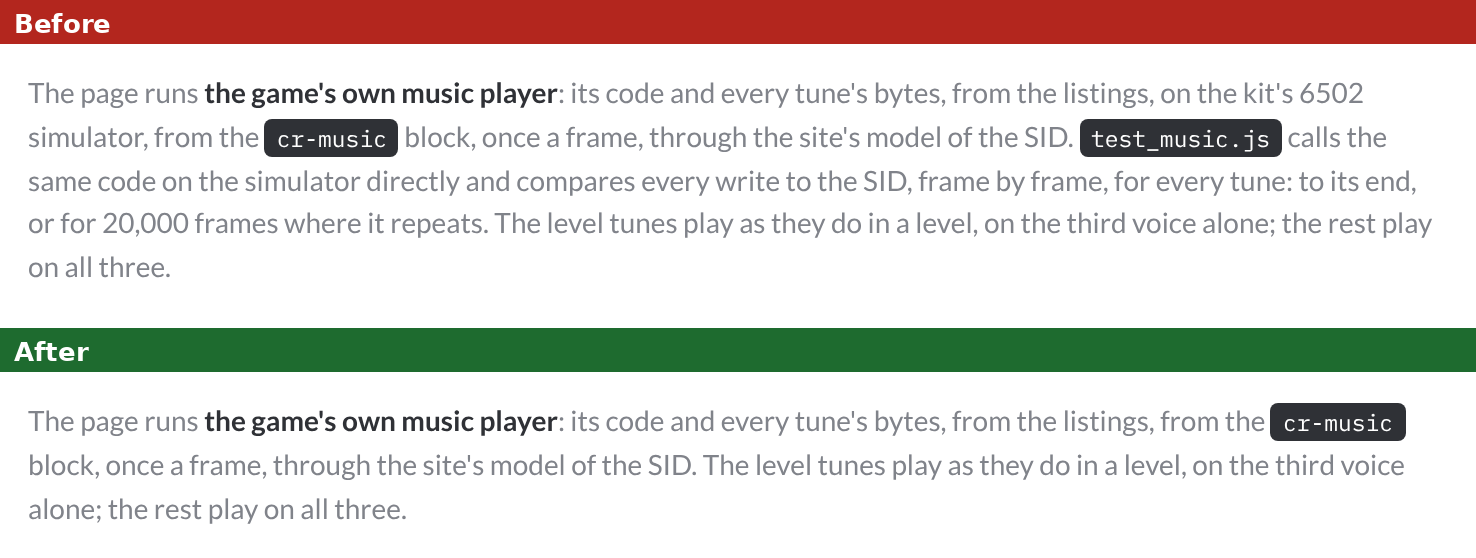 Before
The page runs the game's own music player: its code and every tune's bytes, from the listings, on the kit's 6502
simulator, from the cr-music block, once a frame, through the site's model of the SID. test_music.js calls the
same code on the simulator directly and compares every write to the SID, frame by frame, for every tune: to its end,
or for 20,000 frames where it repeats. The level tunes play as they do in a level, on the third voice alone; the rest play
on all three.
After
The page runs the game's own music player: its code and every tune's bytes, from the listings, from the cr-music
block, once a frame, through the site's model of the SID. The level tunes play as they do in a level, on the third voice
alone; the rest play on all three.